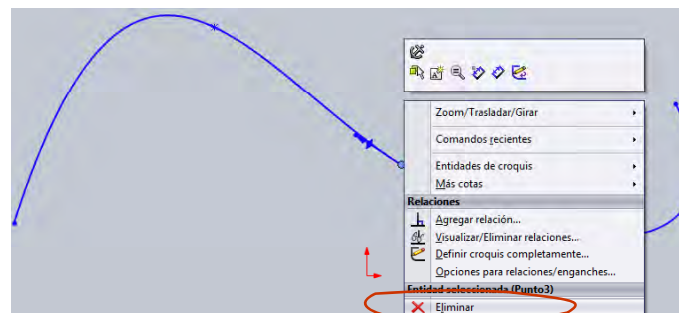 Zoom/Trasladar/Girar
Comandos recientes
Entidades de croquis
Más cotas
Relaciones
Agregar relación...
Visualizar/Eliminar relaciones...
Definir croquis completamente...
Opciones para relaciones/enganches...
Entidad seleccionada (Punto3)
Eliminar